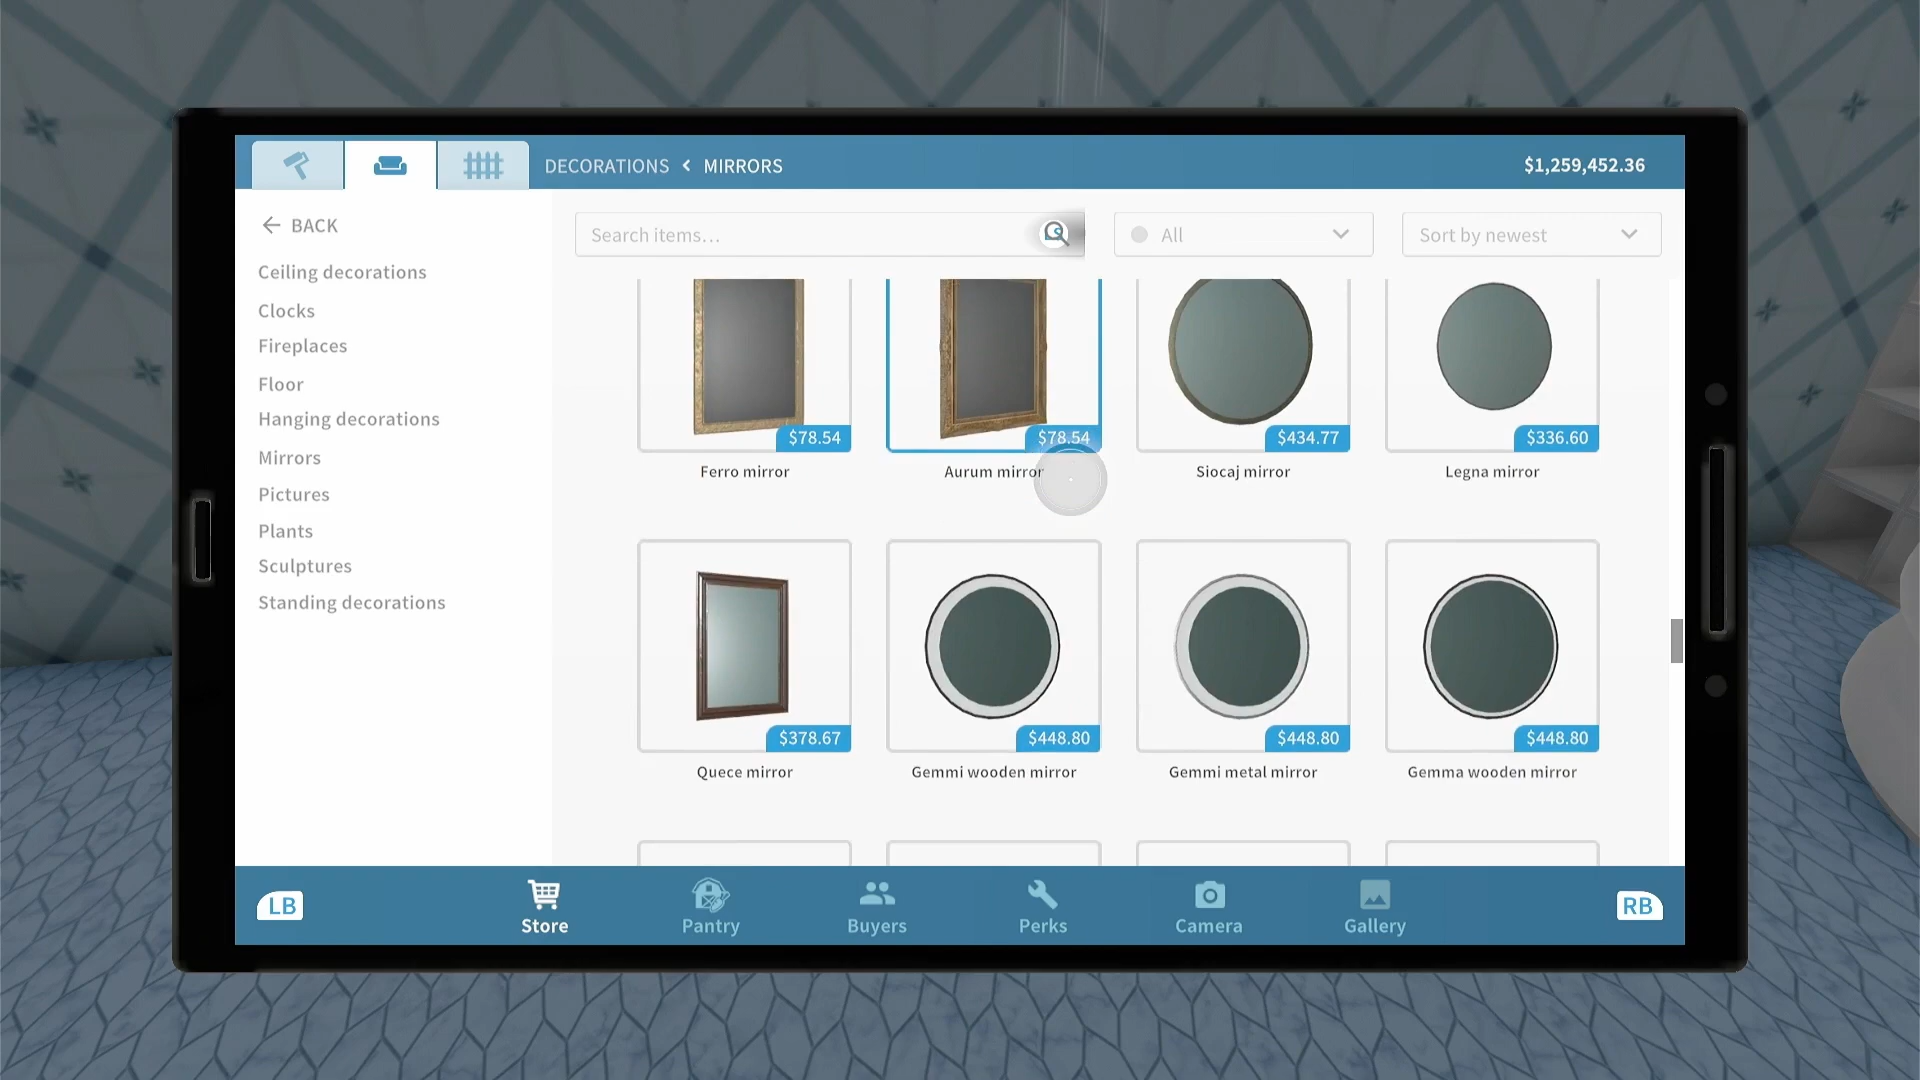 DECORATIONS < MIRRORS
$1,259,452.36
BACK
Search items...
All
Sort by newest
Ceiling decorations
Clocks
Fireplaces
Floor
Hanging decorations
Mirrors
Pictures
Plants
Sculptures
Standing decorations
$78.54
$78.54
$434.77
$336.60
Ferro mirror
Aurum mirror
Siocaj mirror
Legna mirror
$378.67
$448.80
$448.80
$448.80
Quece mirror
Gemmi wooden mirror
Gemmi metal mirror
Gemma wooden mirror
LB
Store
Pantry
Buyers
Perks
Camera
Gallery
RB